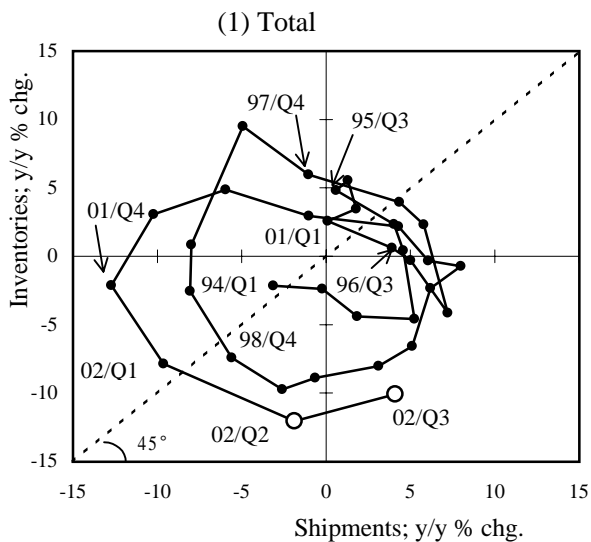 (1) Total
15
10
5
0
-5
-10
-15
Inventories; y/y % chg.
97/Q4
95/Q3
01/Q4
01/Q1
94/Q1
96/Q3
98/Q4
02/Q1
02/Q2
02/Q3
45°
-15 -10 -5 0 5 10 15
Shipments; y/y % chg.